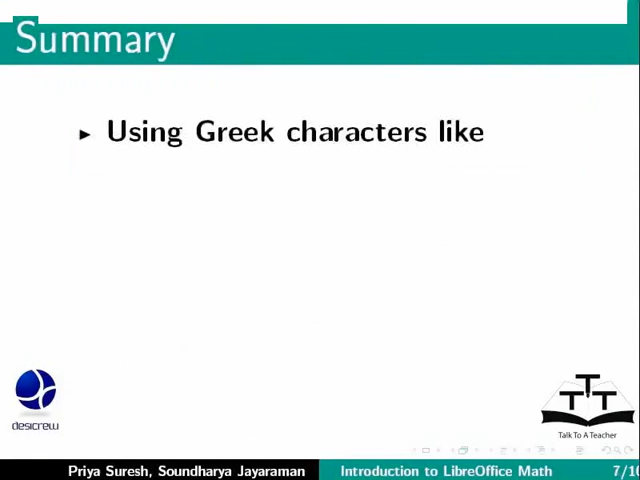 Summary
Using Greek characters like
desicrew
T T T
Talk To A Teacher
Priya Suresh, Soundharya Jayaraman Introduction to LibreOffice Math 7/10